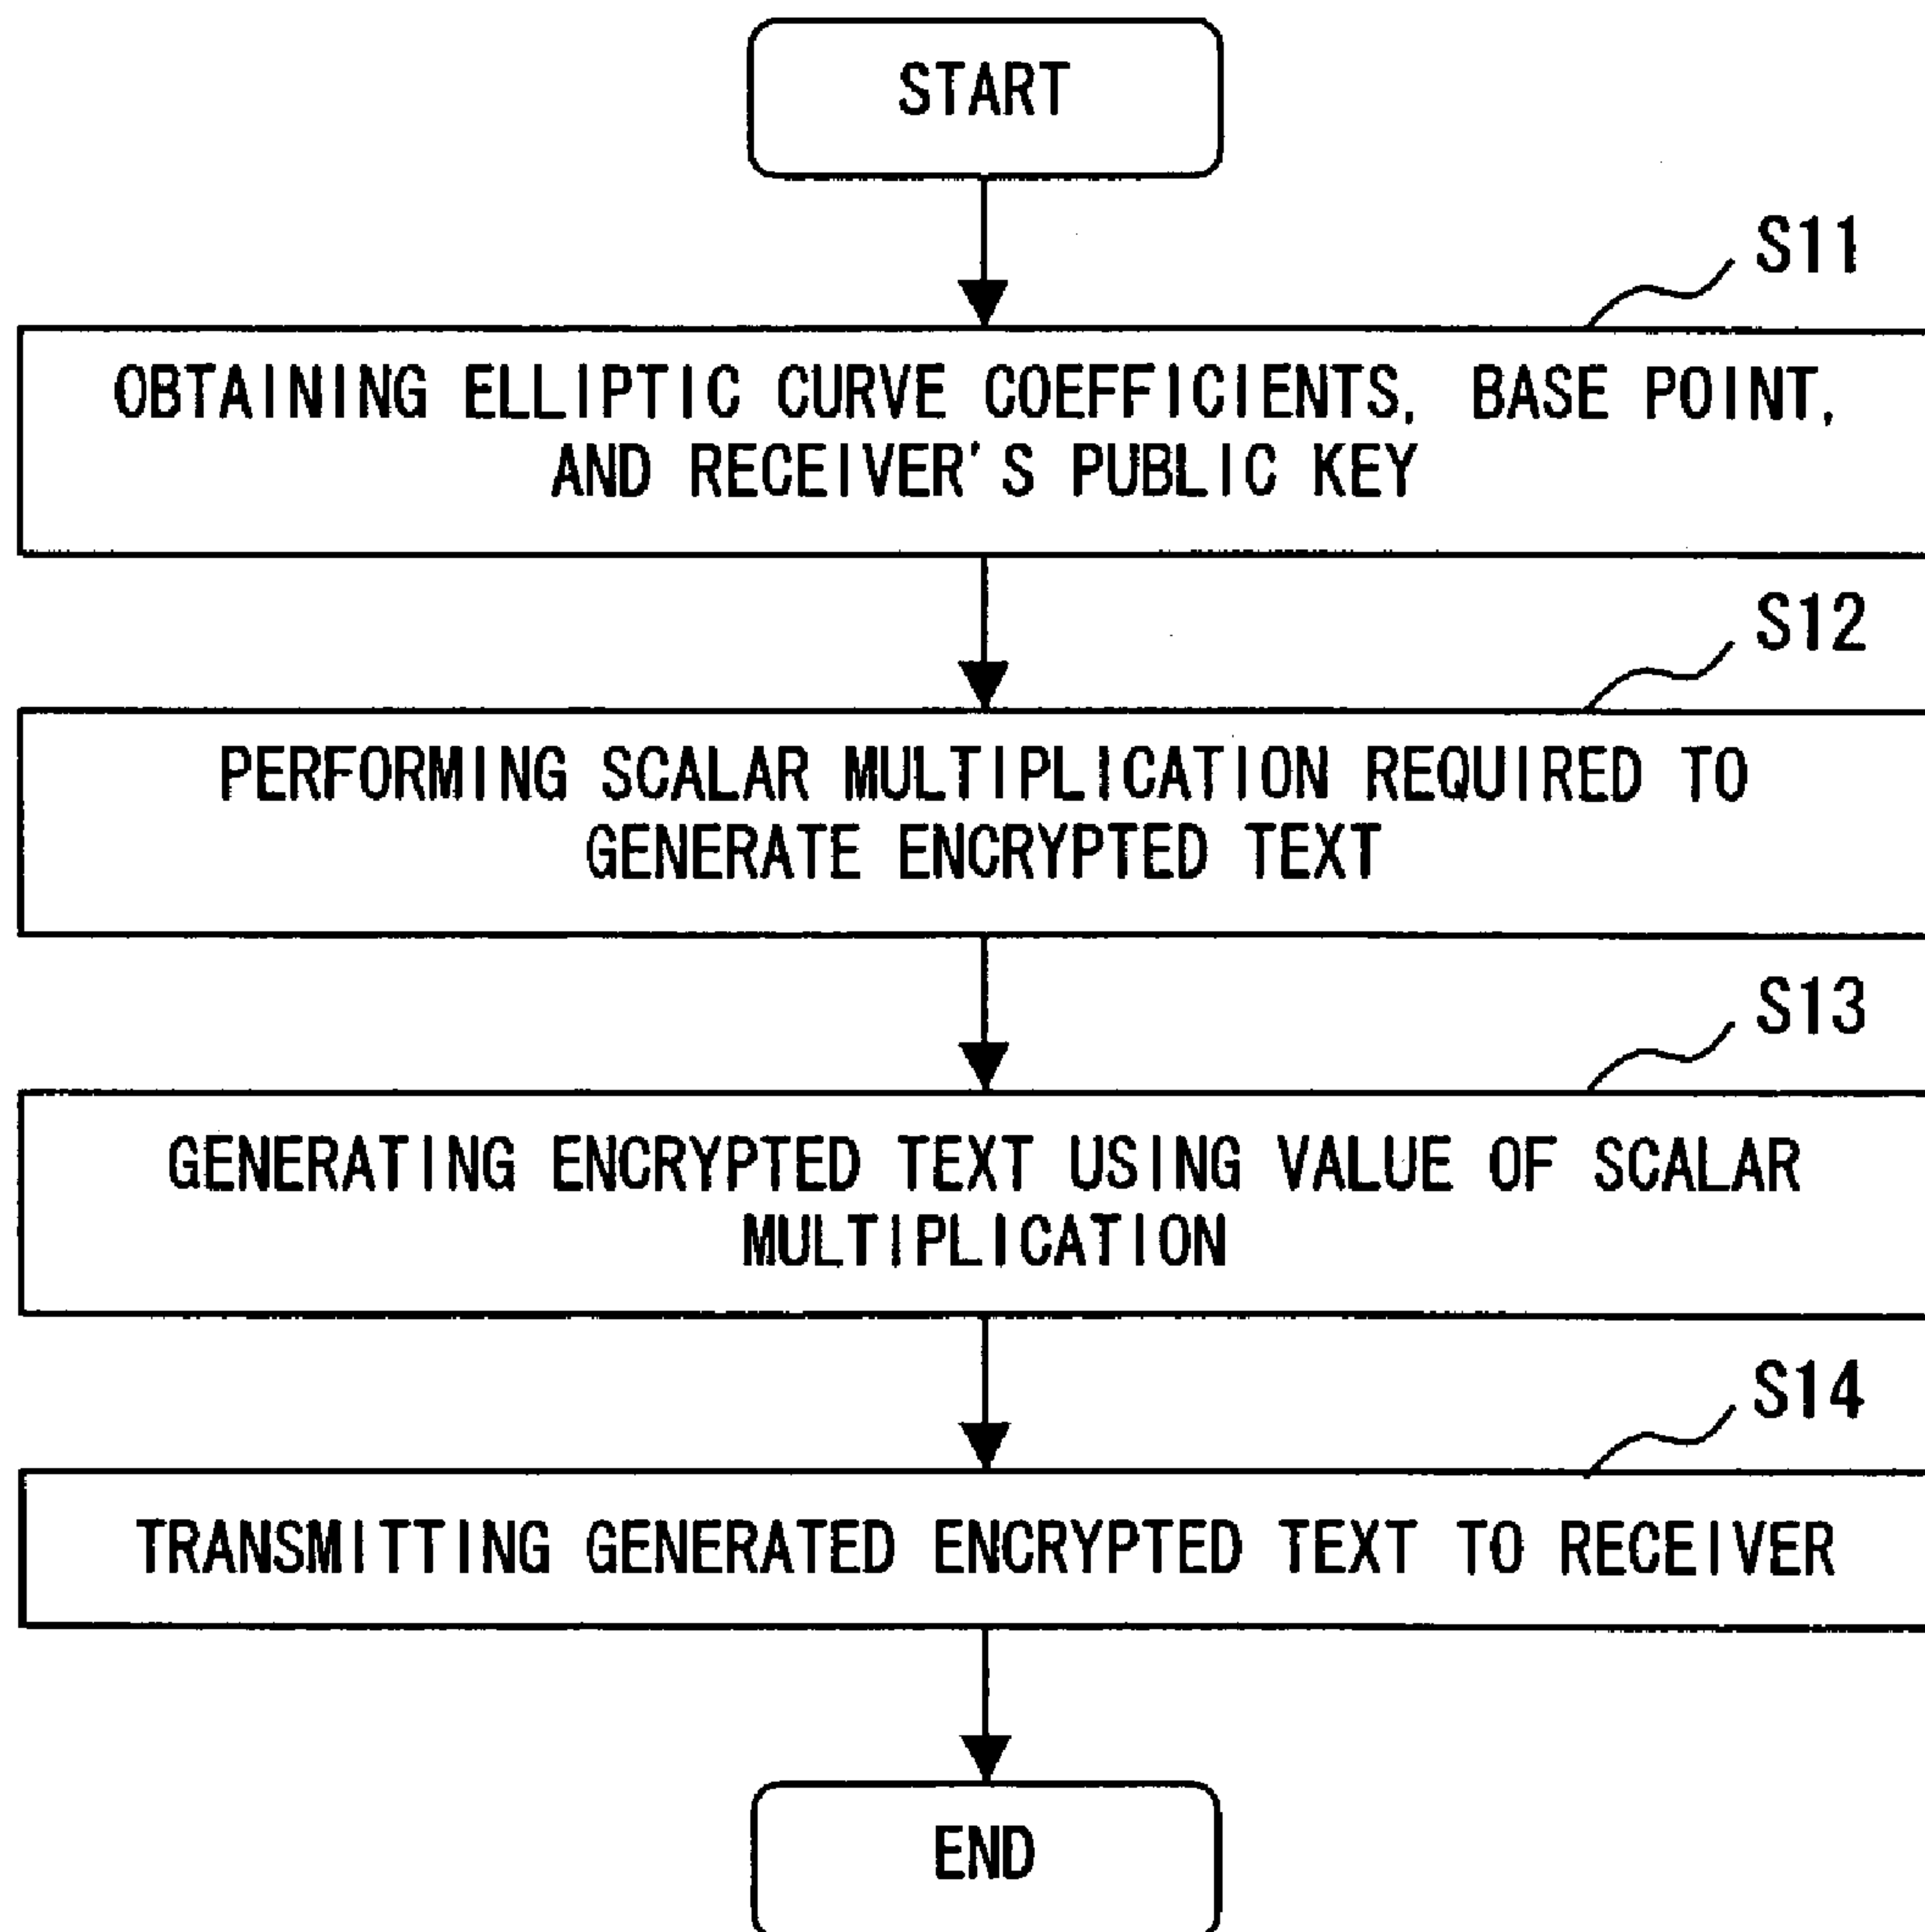 START
S11
OBTAINING ELLIPTIC CURVE COEFFICIENTS, BASE POINT,
AND RECEIVER'S PUBLIC KEY
S12
PERFORMING SCALAR MULTIPLICATION REQUIRED TO
GENERATE ENCRYPTED TEXT
S13
GENERATING ENCRYPTED TEXT USING VALUE OF SCALAR
MULTIPLICATION
S14
TRANSMITTING GENERATED ENCRYPTED TEXT TO RECEIVER
END